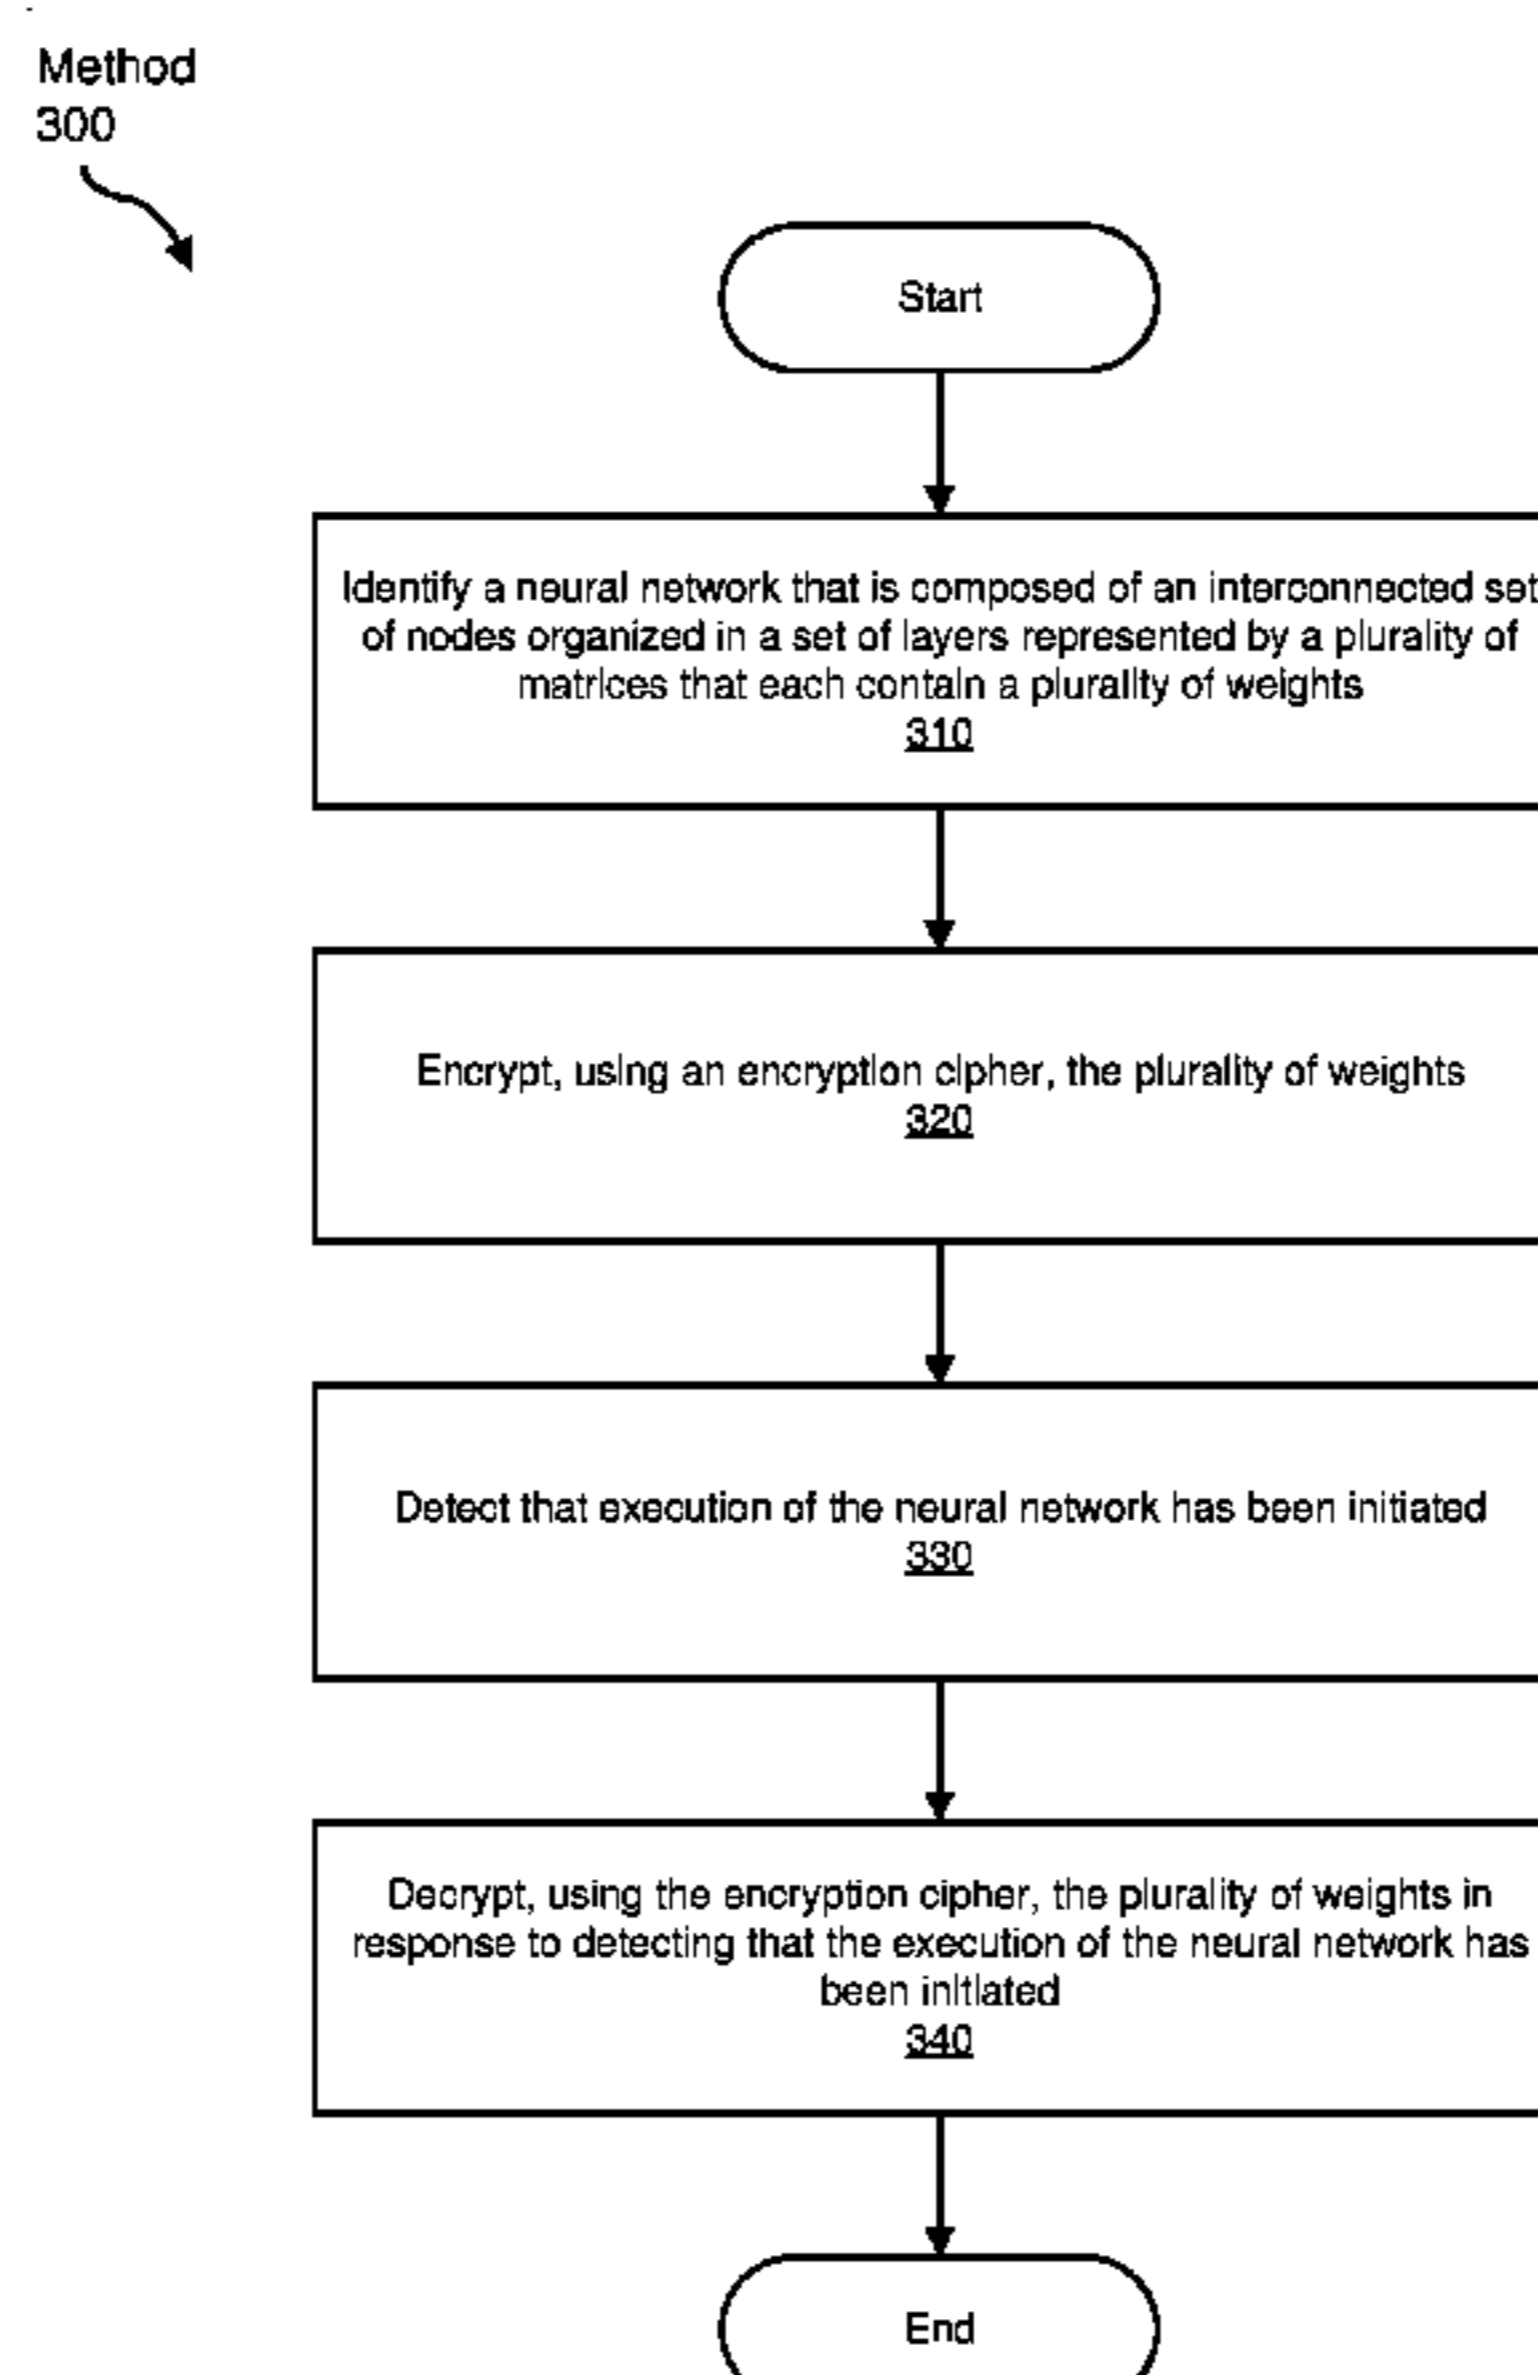 Method
300
Start
Identify a neural network that is composed of an interconnected set
of nodes organized in a set of layers represented by a plurality of
matrices that each contain a plurality of weights
310
Encrypt, using an encryption cipher, the plurality of weights
320
Detect that execution of the neural network has been initiated
330
Decrypt, using the encryption cipher, the plurality of weights in
response to detecting that the execution of the neural network has
been initiated
340
End